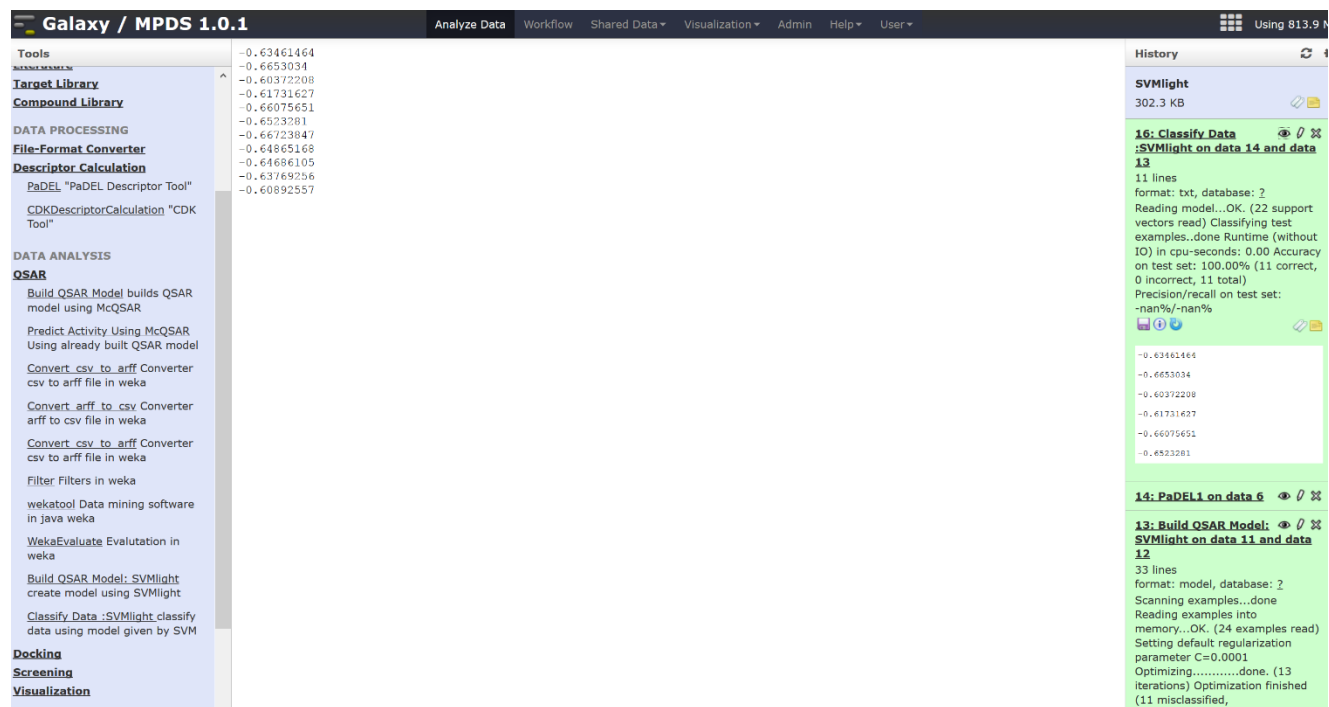 Galaxy / MPDS 1.0.1
Analyze Data Workflow Shared Data Visualization Admin Help User
Using 813.9 M
Tools
Literature
Target Library
Compound Library
DATA PROCESSING
File-Format Converter
Descriptor Calculation
PaDEL "PaDEL Descriptor Tool"
CDKDescriptorCalculation "CDK
Tool"
DATA ANALYSIS
QSAR
Build QSAR Model builds QSAR
model using McQSAR
Predict Activity Using McQSAR
Using already built QSAR model
Convert csv to arff Converter
csv to arff file in weka
Convert arff to csv Converter
arff to csv file in weka
Convert csv to arff Converter
csv to arff file in weka
Filter Filters in weka
wekatool Data mining software
in java weka
WekaEvaluate Evalutation in
weka
Build QSAR Model: SVMlight
create model using SVMlight
Classify Data :SVMlight classify
data using model given by SVM
Docking
Screening
Visualization
-0.63461464
-0.6653034
-0.60372208
-0.61731627
-0.66075651
-0.6523281
-0.66723847
-0.64865168
-0.64686105
-0.63769256
-0.60892557
History
SVMlight
302.3 KB
16: Classify Data
:SVMlight on data 14 and data
13
11 lines
format: txt, database: ?
Reading model...OK. (22 support
vectors read) Classifying test
examples..done Runtime (without
IO) in cpu-seconds: 0.00 Accuracy
on test set: 100.00% (11 correct,
0 incorrect, 11 total)
Precision/recall on test set:
-nan%/-nan%
-0.63461464
-0.6653034
-0.60372208
-0.61731627
-0.66075651
-0.6523281
14: PaDEL1 on data 6
13: Build QSAR Model:
SVMlight on data 11 and data
12
33 lines
format: model, database: ?
Scanning examples...done
Reading examples into
memory...OK. (24 examples read)
Setting default regularization
parameter C=0.0001
Optimizing............done. (13
iterations) Optimization finished
(11 misclassified,